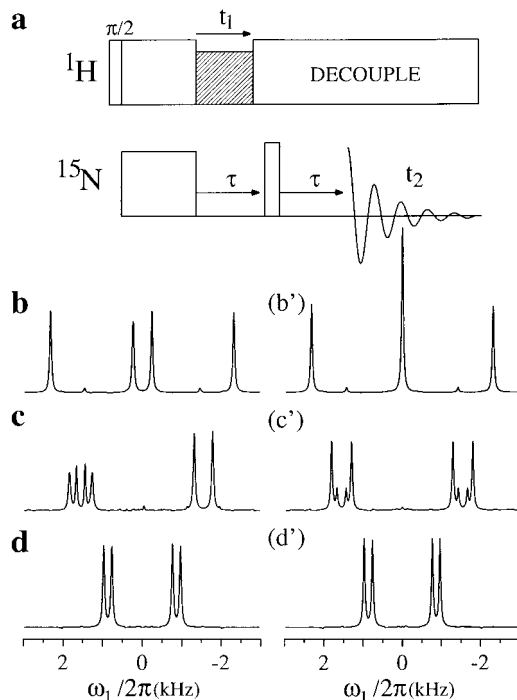 a
π/2
t₁
¹H
DECOUPLE
¹⁵N
τ
τ
t₂
b
(b')
c
(c')
d
(d')
2 0 -2
2 0 -2
ω₁/2π(kHz)
ω₁/2π(kHz)